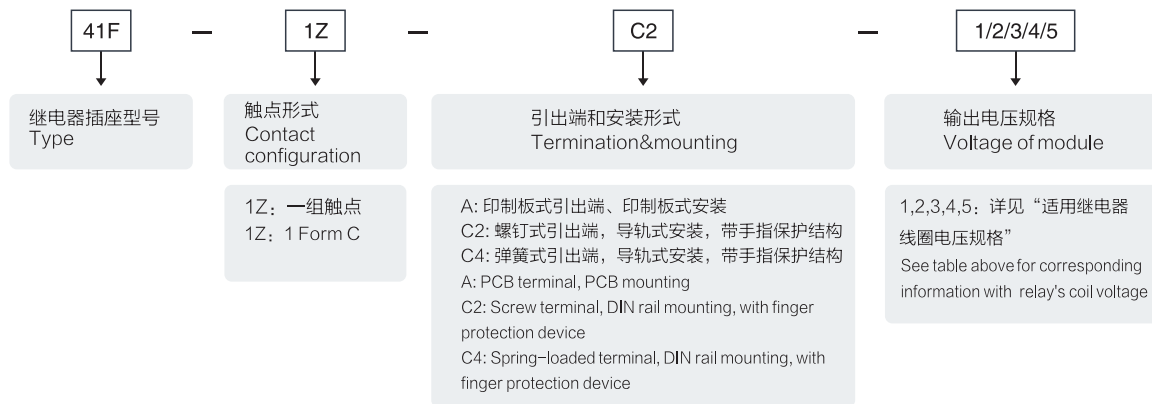 41F — 1Z — C2 — 1/2/3/4/5
继电器插座型号
Type
触点形式
Contact
configuration
引出端和安装形式
Termination&mounting
输出电压规格
Voltage of module
1Z：一组触点
1Z：1 Form C
A: 印制板式引出端、印制板式安装
C2: 螺钉式引出端，导轨式安装，带手指保护结构
C4: 弹簧式引出端，导轨式安装，带手指保护结构
A: PCB terminal, PCB mounting
C2: Screw terminal, DIN rail mounting, with finger
protection device
C4: Spring-loaded terminal, DIN rail mounting, with
finger protection device
1,2,3,4,5：详见“适用继电器
线圈电压规格”
See table above for corresponding
information with relay's coil voltage